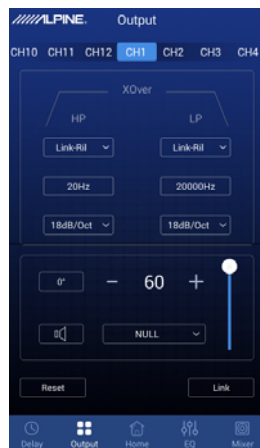 ALPINE.
Output
CH10 CH11 CH12 CH1 CH2 CH3 CH4
XOver
HP LP
Link-Ril Link-Ril
20Hz 20000Hz
18dB/Oct 18dB/Oct
0° − 60 +
NULL
Reset Link
Delay Output Home EQ Mixer